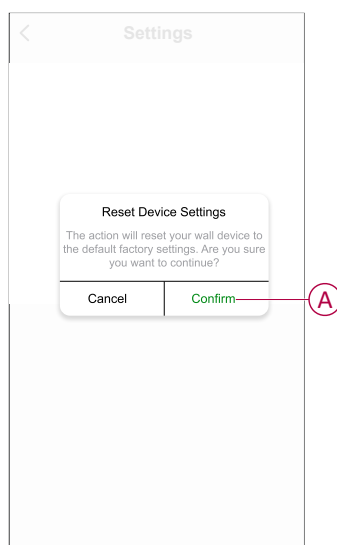 Settings
Reset Device Settings
The action will reset your wall device to
the default factory settings. Are you sure
you want to continue?
Cancel
Confirm
A